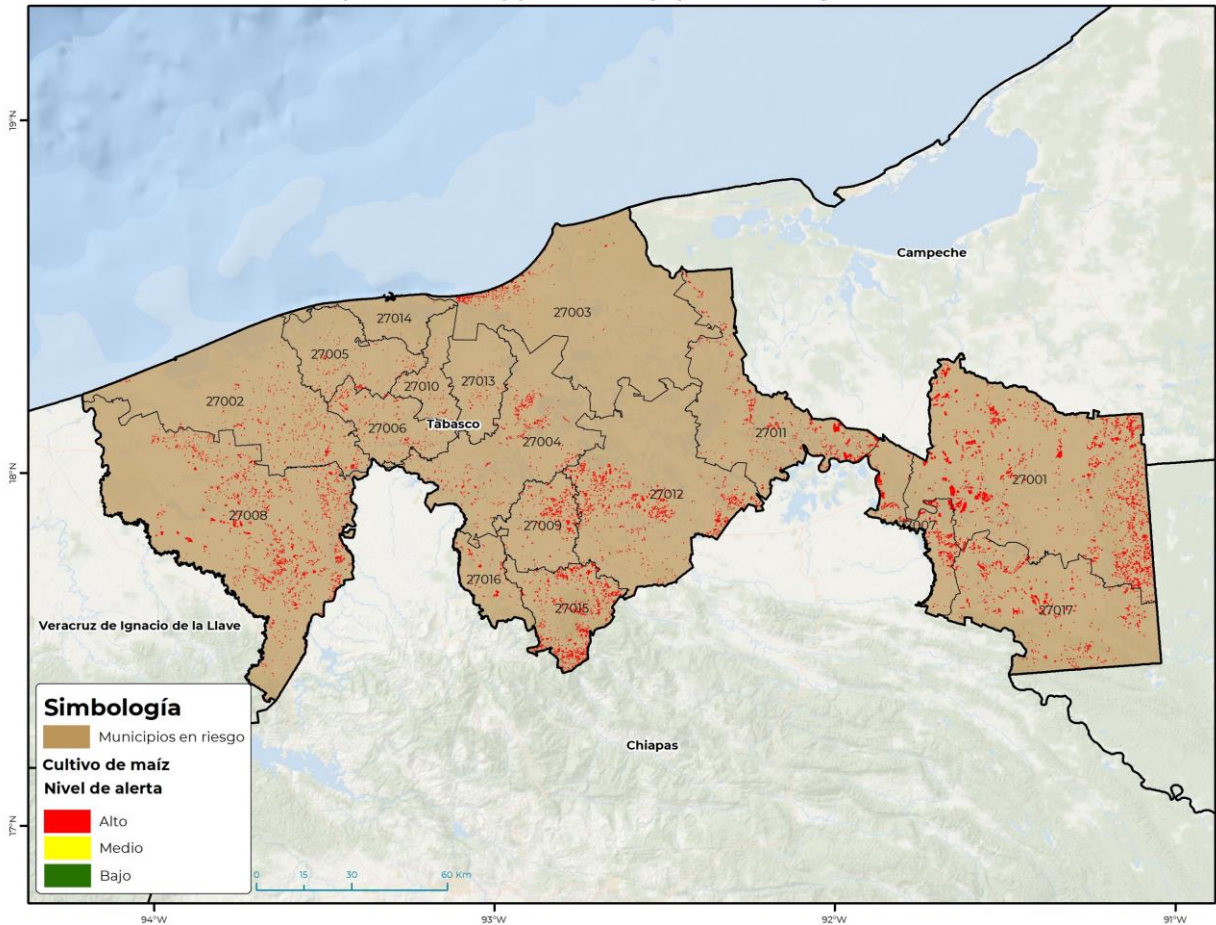 19°N
18°N
17°N
Campeche
27014
27003
27005
27010
27013
27002
27006
Tabasco
27004
27011
27012
27001
27008
27009
27007
27016
27015
27017
Veracruz de Ignacio de la Llave
Chiapas
Simbología
Municipios en riesgo
Cultivo de maíz
Nivel de alerta
Alto
Medio
Bajo
0 15 30 60 Km
94°W 93°W 92°W 91°W